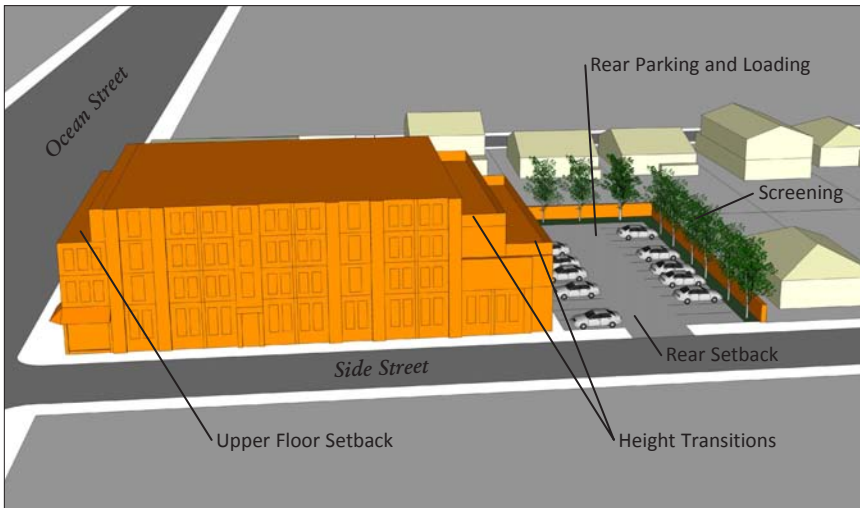 Rear Parking and Loading
Ocean Street
Screening
Rear Setback
Side Street
Upper Floor Setback
Height Transitions